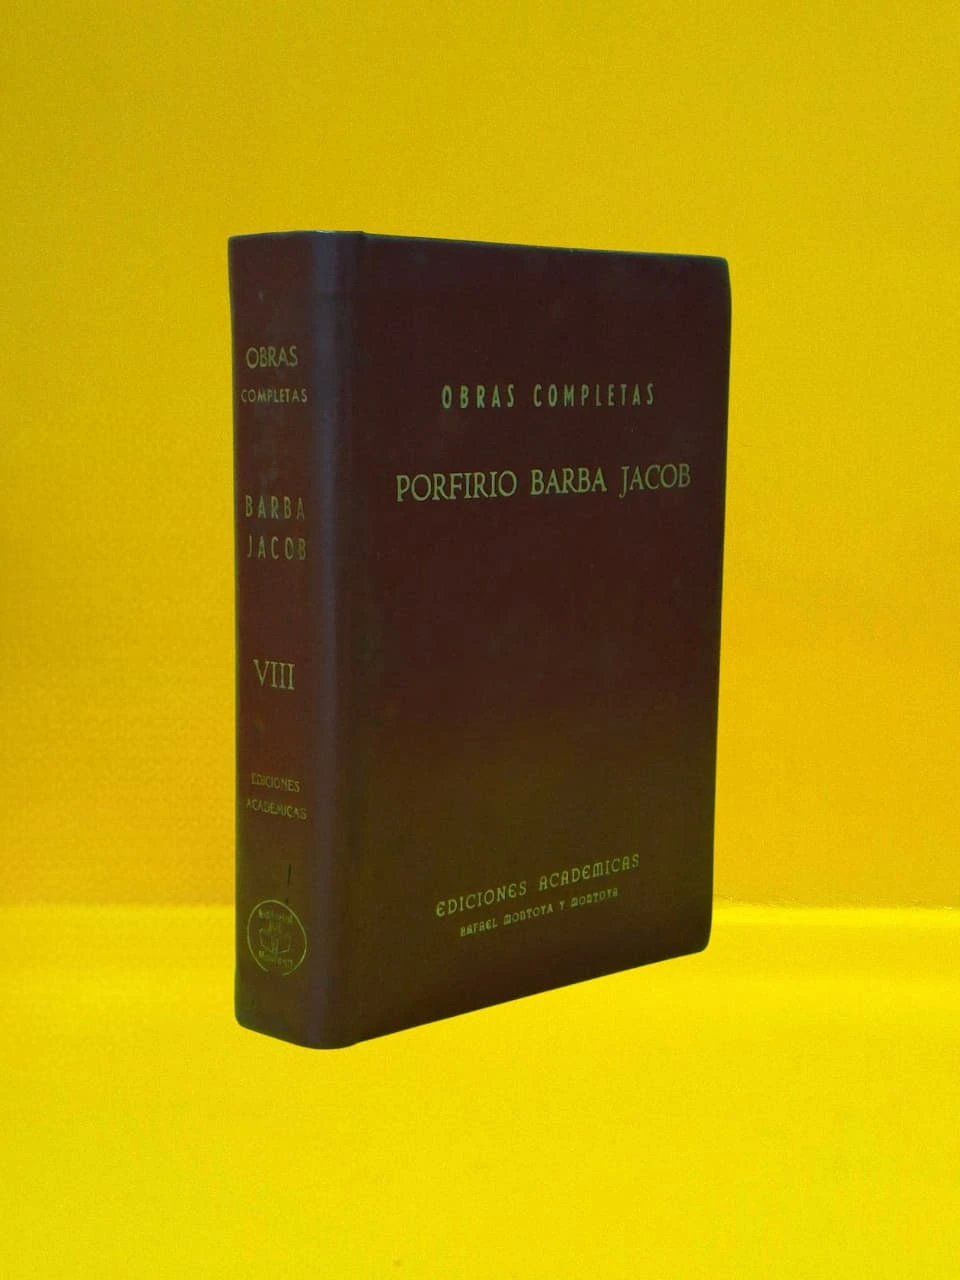 OBRAS
COMPLETAS
BARBA
JACOB
VIII
EDICIONES
ACADEMICAS
OBRAS COMPLETAS
PORFIRIO BARBA JACOB
EDICIONES ACADEMICAS
RAFAEL MONTOYA Y MONTOYA